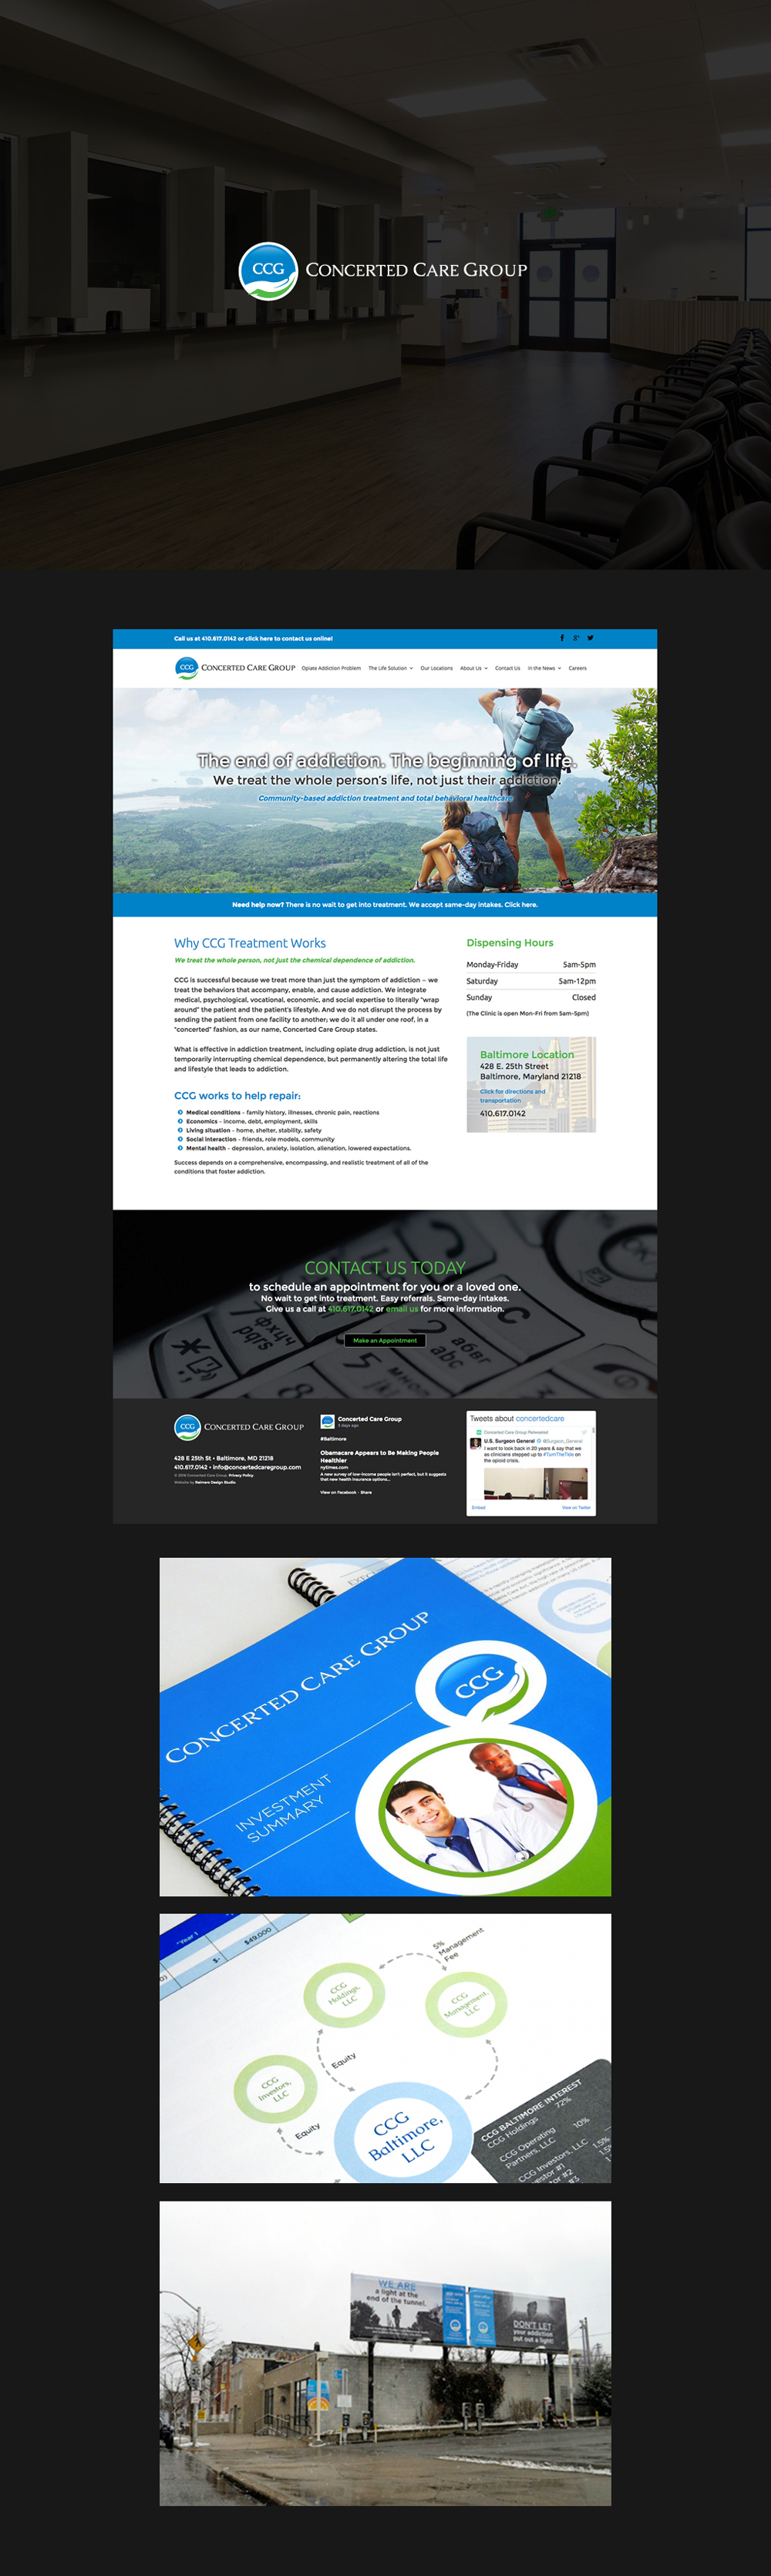 CCG CONCERTED CARE GROUP
Call us at 410.617.0142 or click here to contact us online!
CCG CONCERTED CARE GROUP
Opiate Addiction Problem The Life Solution Our Locations About Us Contact Us In the News Careers
The end of addiction. The beginning of life.
We treat the whole person's life, not just their addiction.
Community-based addiction treatment and total behavioral healthcare
Need help now? There is no wait to get into treatment. We accept same-day intakes. Click here.
Why CCG Treatment Works
We treat the whole person, not just the chemical dependence of addiction.
CCG is successful because we treat more than just the symptom of addiction – we
treat the behaviors that accompany, enable, and cause addiction. We integrate
medical, psychological, vocational, economic, and social expertise to literally "wrap
around" the patient and the patient's lifestyle. And we do not disrupt the process by
sending the patient from one facility to another; we do it all under one roof, in a
"concerted" fashion, as our name, Concerted Care Group states.
What is effective in addiction treatment, including opiate drug addiction, is not just
temporarily interrupting chemical dependence, but permanently altering the total life
and lifestyle that leads to addiction.
CCG works to help repair:
Medical conditions – family history, illnesses, chronic pain, reactions
Economics – income, debt, employment, skills
Living situation – home, shelter, stability, safety
Social interaction – friends, role models, community
Mental health – depression, anxiety, isolation, alienation, lowered expectations.
Success depends on a comprehensive, encompassing, and realistic treatment of all of the
conditions that foster addiction.
Dispensing Hours
Monday-Friday 5am-5pm
Saturday 5am-12pm
Sunday Closed
(The Clinic is open Mon-Fri from 5am-5pm)
Baltimore Location
428 E. 25th Street
Baltimore, Maryland 21218
Click for directions and
transportation
410.617.0142
CONTACT US TODAY
to schedule an appointment for you or a loved one.
No wait to get into treatment. Easy referrals. Same-day intakes.
Give us a call at 410.617.0142 or email us for more information.
Make an Appointment
CCG CONCERTED CARE GROUP
428 E 25th St • Baltimore, MD 21218
410.617.0142 • info@concertedcaregroup.com
© 2016 Concerted Care Group. Privacy Policy
Website by Raimore Design Studio
Concerted Care Group
5 days ago
#Baltimore
Obamacare Appears to Be Making People
Healthier
nytimes.com
A new survey of low-income people isn't perfect, but it suggests
that new health insurance options...
View on Facebook · Share
Tweets about concertedcare
Concerted Care Group Retweeted
U.S. Surgeon General @Surgeon_General
I want to look back in 20 years & say that we
as clinicians stepped up to #TurnTheTide on
the opioid crisis.
Embed View on Twitter
CONCERTED CARE GROUP
CCG
INVESTMENT
SUMMARY
Year 1
$- $49,000
5%
Management
Fee
CCG
Holdings,
LLC
CCG
Management,
LLC
Equity
CCG
Investors,
LLC
Equity
CCG
Baltimore,
LLC
CCG BALTIMORE INTEREST
CCG Holdings 72%
CCG Operating
Partners, LLC 10%
CCG Investors, LLC
1.5%
WE ARE
a light at the
end of the tunnel.
DON'T LET
your addiction
put out a light!